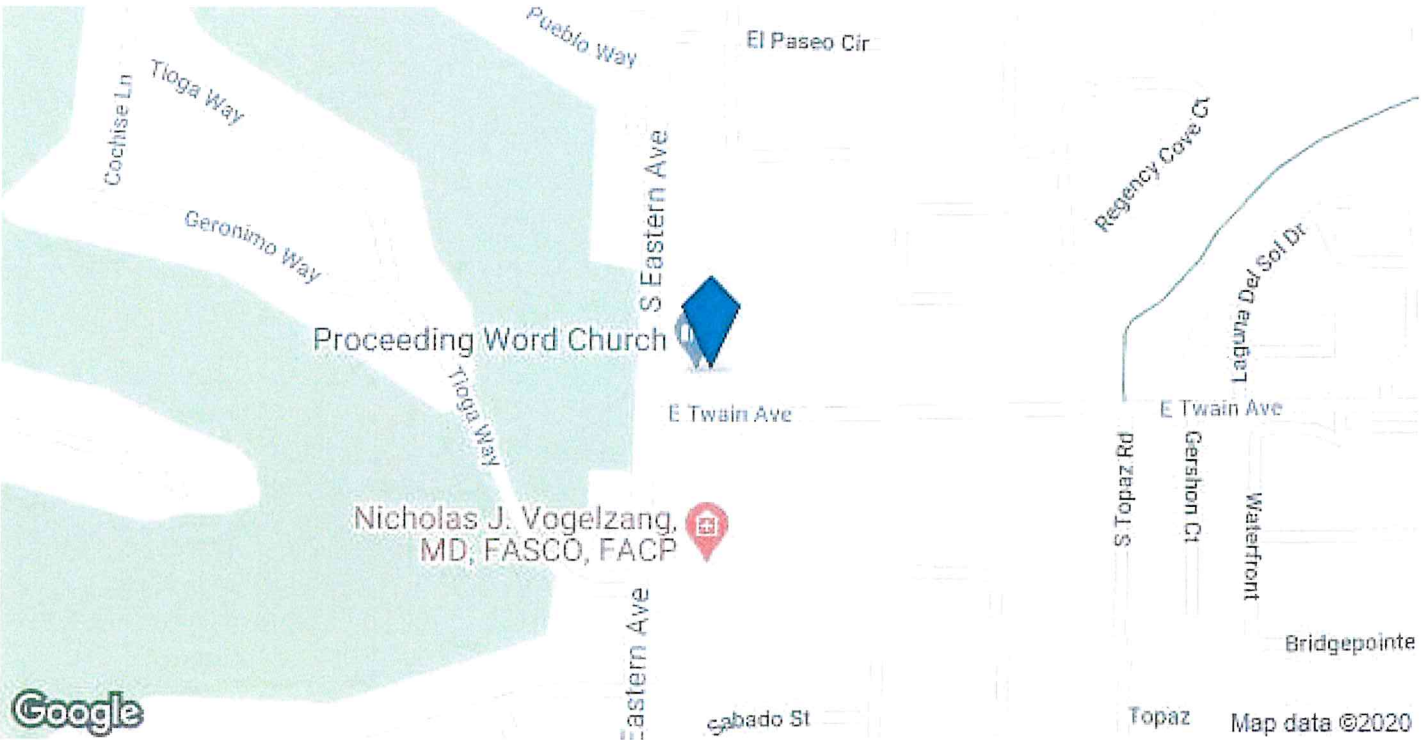 Pueblo Way
El Paseo Cir
Tioga Way
Cochise Ln
Regency Cove Ct
S Eastern Ave
Geronimo Way
Laguna Del Sol Dr
Proceeding Word Church
Tioga Way
E Twain Ave
E Twain Ave
S Topaz Rd
Gershon Ct
Waterfront
Nicholas J. Vogelzang,
MD, FASCO, FACP
Eastern Ave
Bridgepointe
Google
Sabado St
Topaz
Map data ©2020